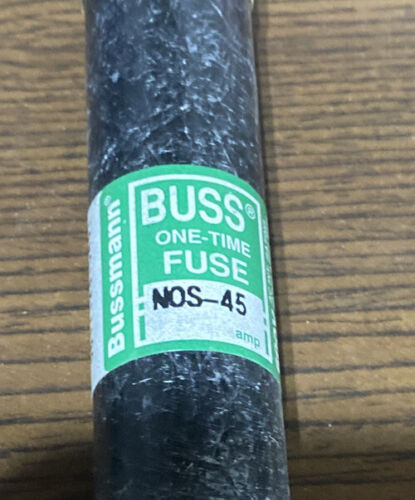 Bussmann®
BUSS®
ONE-TIME
FUSE
NOS-45
amp